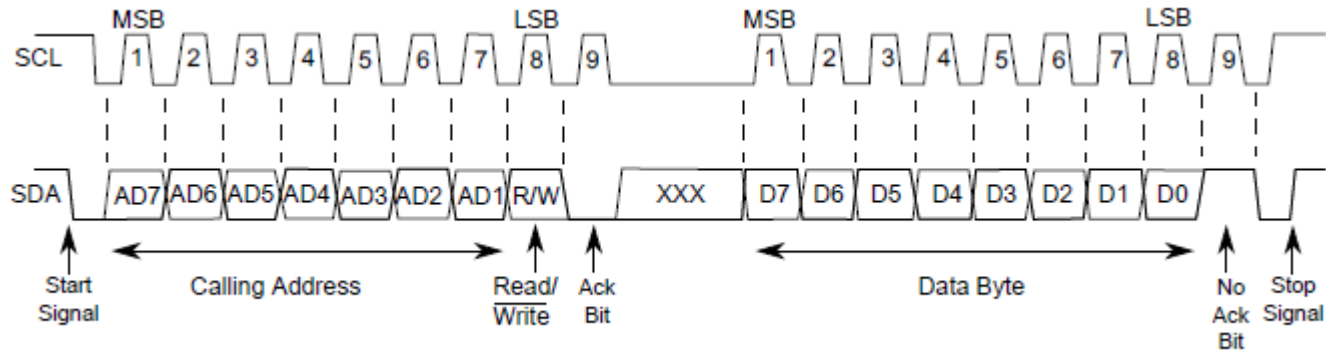 MSB LSB MSB LSB
SCL 1 2 3 4 5 6 7 8 9 1 2 3 4 5 6 7 8 9
SDA AD7 AD6 AD5 AD4 AD3 AD2 AD1 R/W XXX D7 D6 D5 D4 D3 D2 D1 D0
Start
Signal
Calling Address
Read/
Write
Ack
Bit
Data Byte
No
Ack
Bit
Stop
Signal